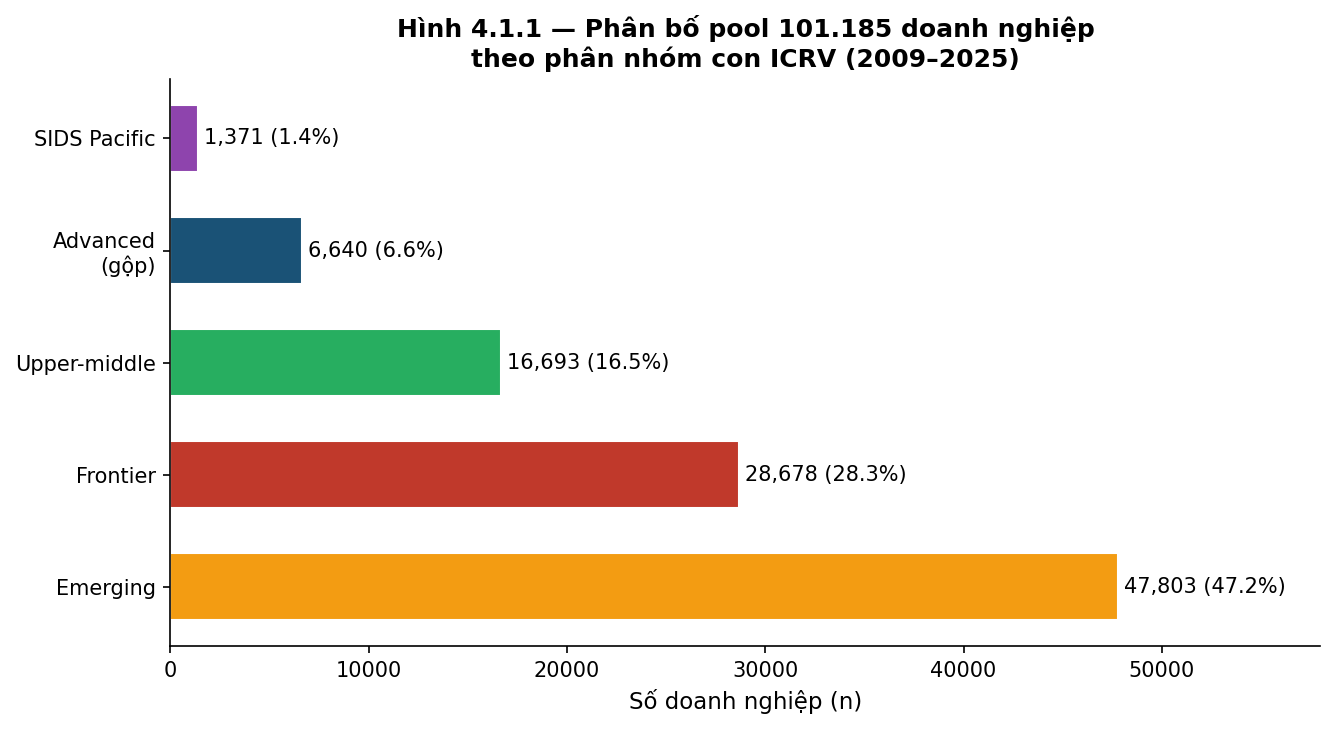 Hình 4.1.1 — Phân bố pool 101.185 doanh nghiệp
theo phân nhóm con ICRV (2009–2025)
SIDS Pacific
1,371 (1.4%)
Advanced
(gộp)
6,640 (6.6%)
Upper-middle
16,693 (16.5%)
Frontier
28,678 (28.3%)
Emerging
47,803 (47.2%)
0 10000 20000 30000 40000 50000
Số doanh nghiệp (n)